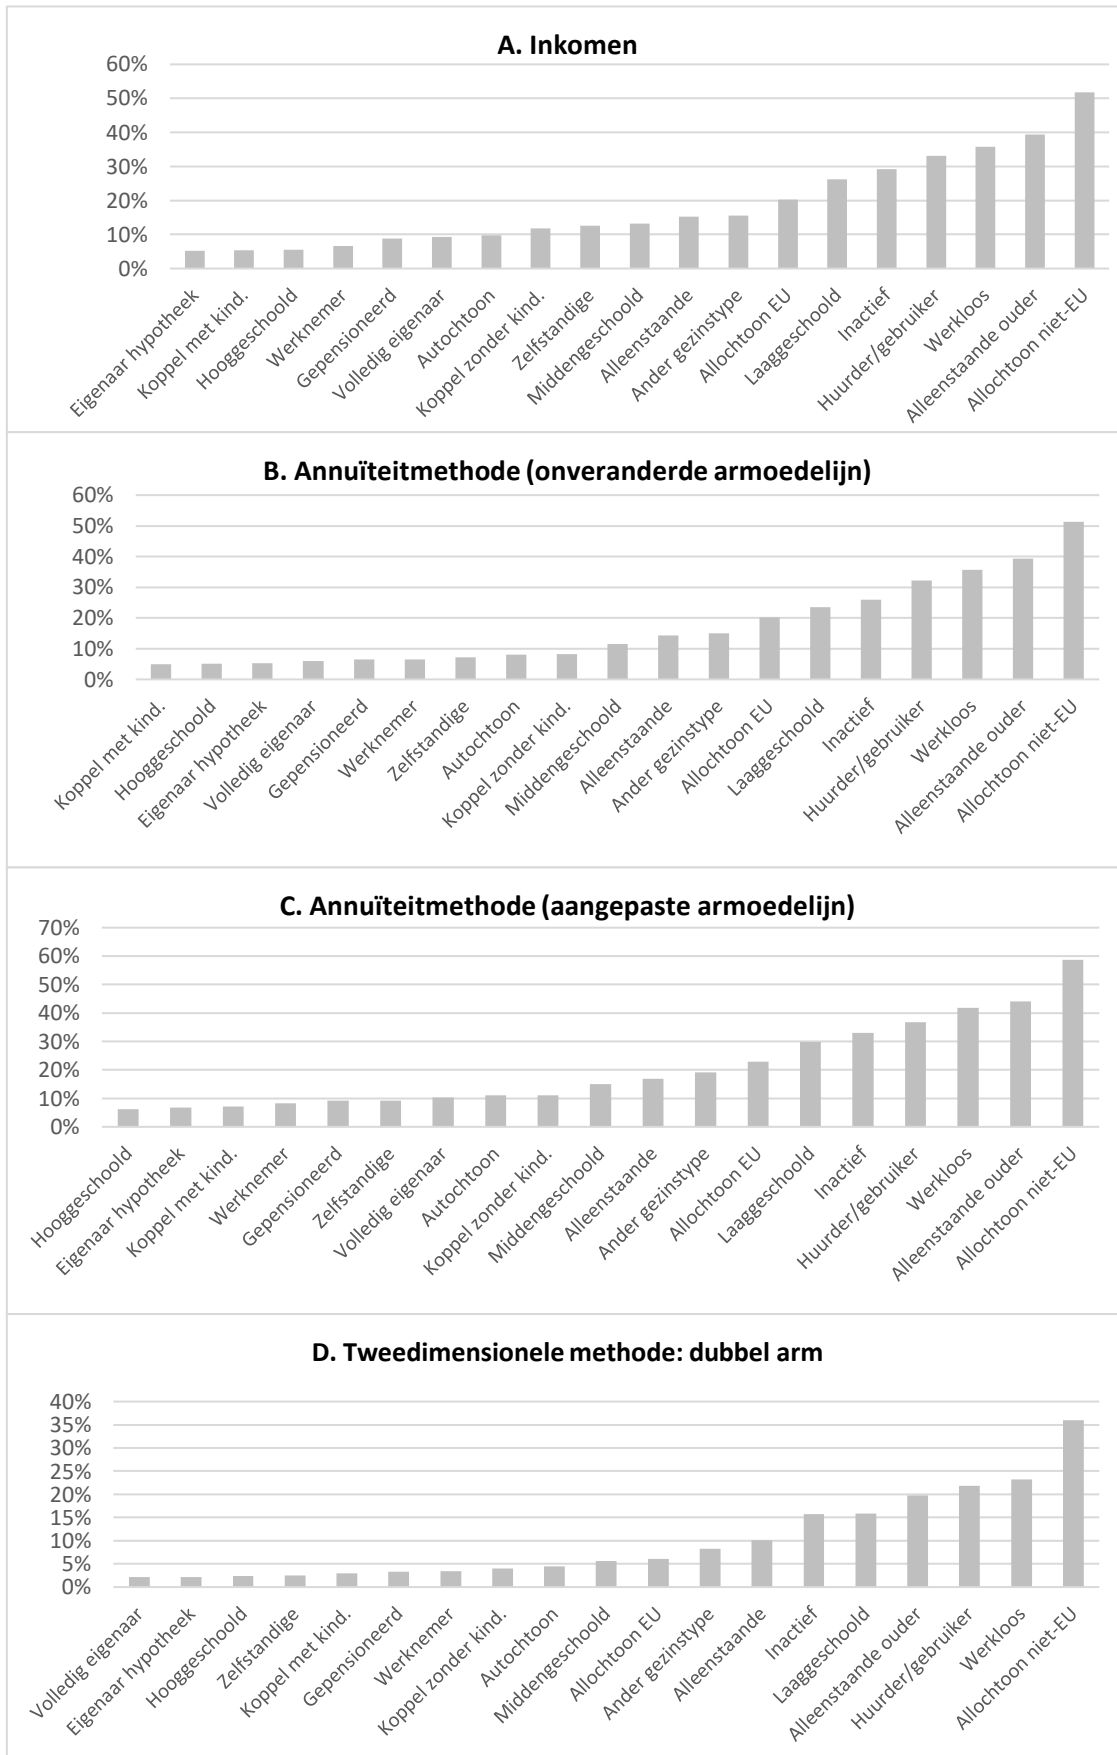 A. Inkomen
60%
50%
40%
30%
20%
10%
0%
Eigenaar hypotheek
Koppel met kind.
Hooggeschoold
Werknemer
Gepensioneerd
Volledig eigenaar
Autochtoon
Koppel zonder kind.
Zelfstandige
Middengeschoold
Alleenstaande
Ander gezinstype
Allochtoon EU
Laaggeschoold
Inactief
Huurder/gebruiker
Werkloos
Alleenstaande ouder
Allochtoon niet-EU
B. Annuïteitmethode (onveranderde armoedelijn)
60%
50%
40%
30%
20%
10%
0%
Koppel met kind.
Hooggeschoold
Eigenaar hypotheek
Volledig eigenaar
Gepensioneerd
Werknemer
Zelfstandige
Autochtoon
Koppel zonder kind.
Middengeschoold
Alleenstaande
Ander gezinstype
Allochtoon EU
Laaggeschoold
Inactief
Huurder/gebruiker
Werkloos
Alleenstaande ouder
Allochtoon niet-EU
C. Annuïteitmethode (aangepaste armoedelijn)
70%
60%
50%
40%
30%
20%
10%
0%
Hooggeschoold
Eigenaar hypotheek
Koppel met kind.
Werknemer
Gepensioneerd
Zelfstandige
Volledig eigenaar
Autochtoon
Koppel zonder kind.
Middengeschoold
Alleenstaande
Ander gezinstype
Allochtoon EU
Laaggeschoold
Inactief
Huurder/gebruiker
Werkloos
Alleenstaande ouder
Allochtoon niet-EU
D. Tweedimensionele methode: dubbel arm
40%
35%
30%
25%
20%
15%
10%
5%
0%
Volledig eigenaar
Eigenaar hypotheek
Hooggeschoold
Zelfstandige
Koppel met kind.
Gepensioneerd
Werknemer
Koppel zonder kind.
Autochtoon
Middengeschoold
Allochtoon EU
Ander gezinstype
Alleenstaande
Inactief
Laaggeschoold
Alleenstaande ouder
Huurder/gebruiker
Werkloos
Allochtoon niet-EU